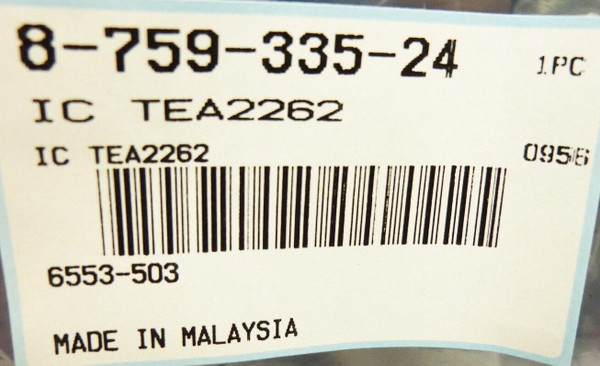 8-759-335-24 1PC
IC TEA2262
IC TEA2262 0956
6553-503
MADE IN MALAYSIA